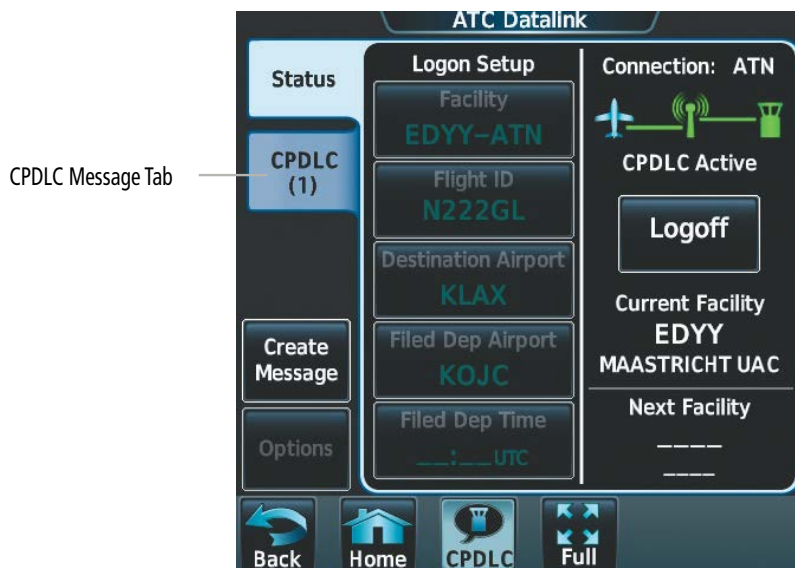 ATC Datalink
CPDLC Message Tab
Status
CPDLC
(1)
Create
Message
Options
Logon Setup
Facility
EDYY-ATN
Flight ID
N222GL
Destination Airport
KLAX
Filed Dep Airport
KOJC
Filed Dep Time
__:__UTC
Connection: ATN
CPDLC Active
Logoff
Current Facility
EDYY
MAASTRICHT UAC
Next Facility
____
____
Back
Home
CPDLC
Full